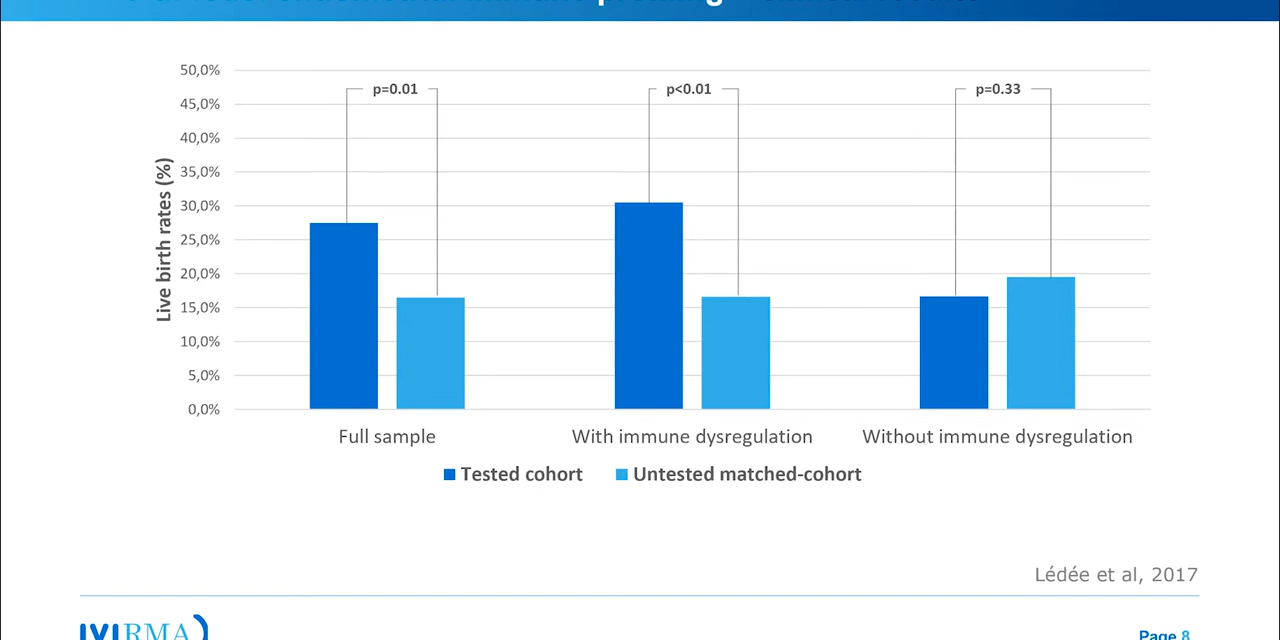 50,0%
45,0%
40,0%
35,0%
30,0%
25,0%
20,0%
15,0%
10,0%
5,0%
0,0%
Live birth rates (%)
p=0.01
p<0.01
p=0.33
Full sample
With immune dysregulation
Without immune dysregulation
Tested cohort
Untested matched-cohort
Lédée et al, 2017
IVIRMA
Page 8